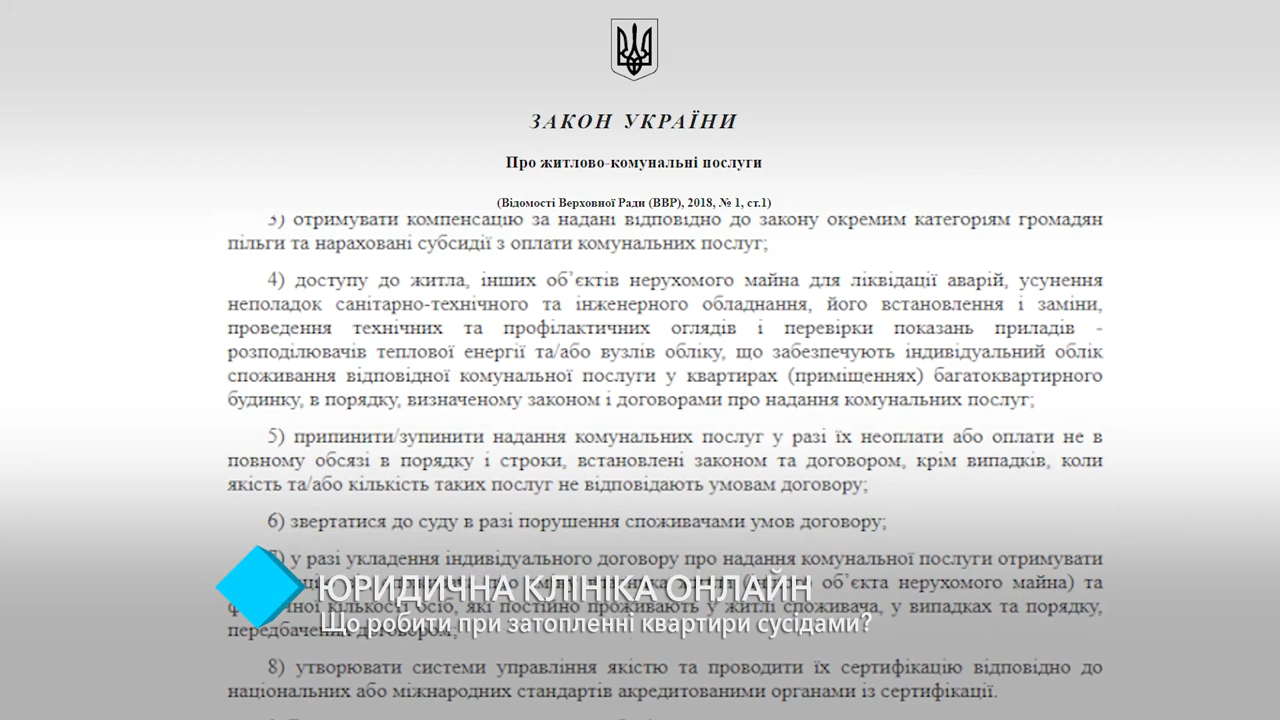 ЗАКОН УКРАЇНИ
Про житлово-комунальні послуги
(Відомості Верховної Ради (ВВР), 2018, № 1, ст.1)
3) отримувати компенсацію за надані відповідно до закону окремим категоріям громадян
пільги та нараховані субсидії з оплати комунальних послуг;
4) доступу до житла, інших об’єктів нерухомого майна для ліквідації аварій, усунення
неполадок санітарно-технічного та інженерного обладнання, його встановлення і заміни,
проведення технічних та профілактичних оглядів і перевірки показань приладів -
розподілювачів теплової енергії та/або вузлів обліку, що забезпечують індивідуальний облік
споживання відповідної комунальної послуги у квартирах (приміщеннях) багатоквартирного
будинку, в порядку, визначеному законом і договорами про надання комунальних послуг;
5) припинити/зупинити надання комунальних послуг у разі їх неоплати або оплати не в
повному обсязі в порядку і строки, встановлені законом та договором, крім випадків, коли
якість та/або кількість таких послуг не відповідають умовам договору;
6) звертатися до суду в разі порушення споживачами умов договору;
7) у разі укладення індивідуального договору про надання комунальної послуги отримувати
об’єкта нерухомого майна) та
осіб, які постійно проживають у житлі споживача, у випадках та порядку,
передбачених договором;
ЮРИДИЧНА КЛІНІКА ОНЛАЙН
Що робити при затопленні квартири сусідами?
8) утворювати системи управління якістю та проводити їх сертифікацію відповідно до
національних або міжнародних стандартів акредитованими органами із сертифікації.